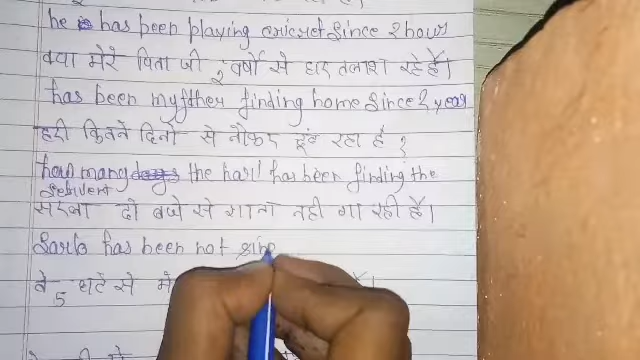 he has been playing cricket since 2 hours
क्या मेरे पिता जी 2 वर्षो से हार तलाश रहे हैं।
has been my fther finding home since 2 year
हरी कितने दिनों से नौकर ढूंढ रहा है ?
how many the hari has been finding the
servent
सरला दो बजे से गाना नही गा रही हैं।
Sarla has been not sing
वे 5 घंटे से